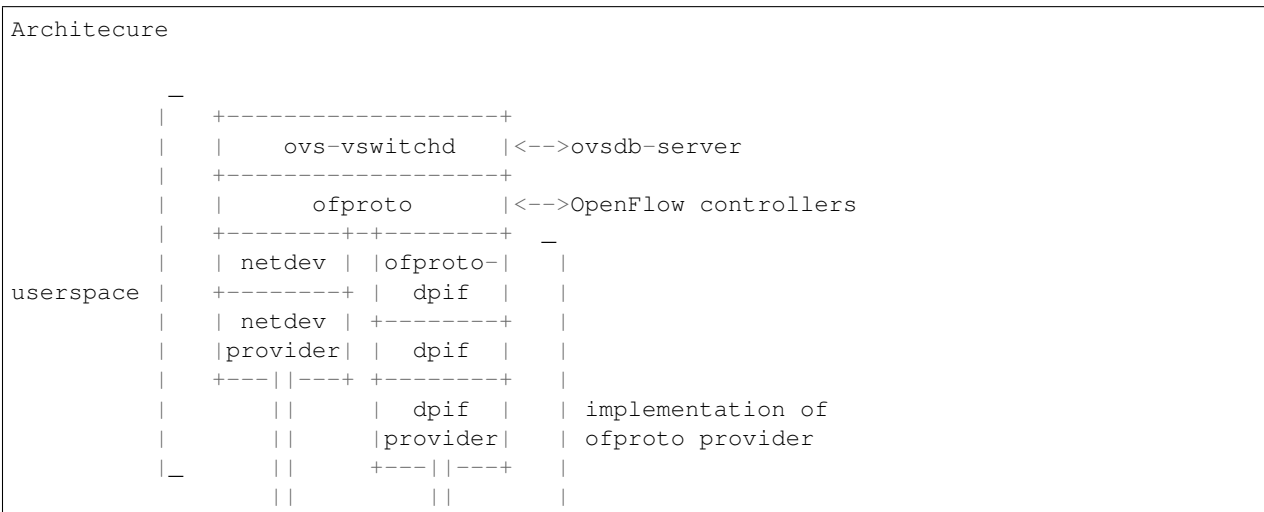 Architecure
          _
         |   +-------------------+
         |   |    ovs-vswitchd   |<-->ovsdb-server
         |   +-------------------+
         |   |      ofproto      |<-->OpenFlow controllers
         |   +--------+-+--------+  _
         |   | netdev | |ofproto-|   |
userspace |   +--------+ |  dpif  |   |
         |   | netdev | +--------+   |
         |   |provider| |  dpif  |   |
         |   +---||---+ +--------+   |
         |       ||     |  dpif  |   | implementation of
         |       ||     |provider|   | ofproto provider
         |_      ||     +---||---+   |
                 ||         ||       |